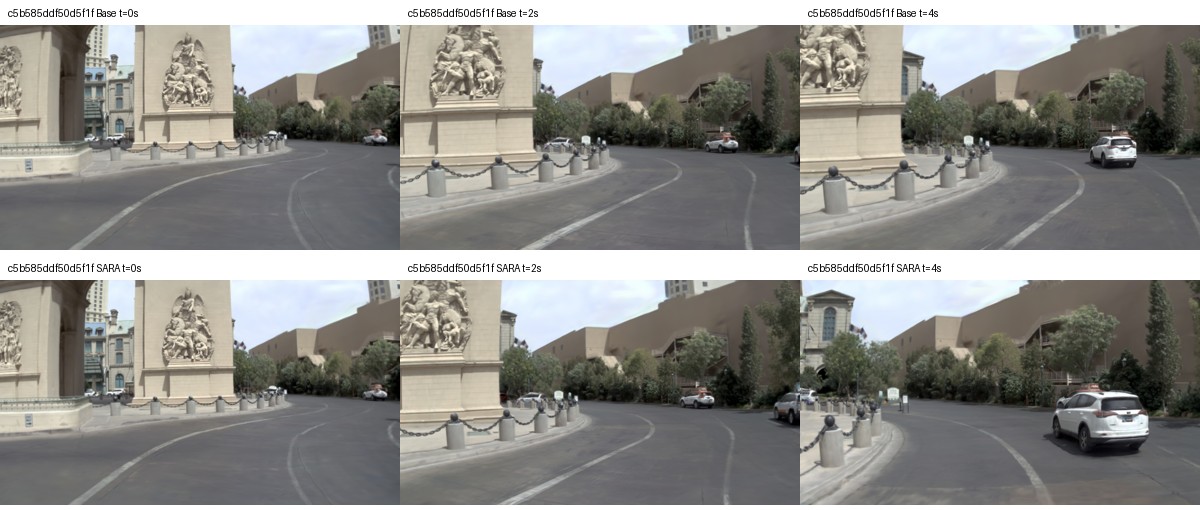 c5b585ddf50d5f1f Base t=0s
c5b585ddf50d5f1f Base t=2s
c5b585ddf50d5f1f Base t=4s
c5b585ddf50d5f1f SARA t=0s
c5b585ddf50d5f1f SARA t=2s
c5b585ddf50d5f1f SARA t=4s